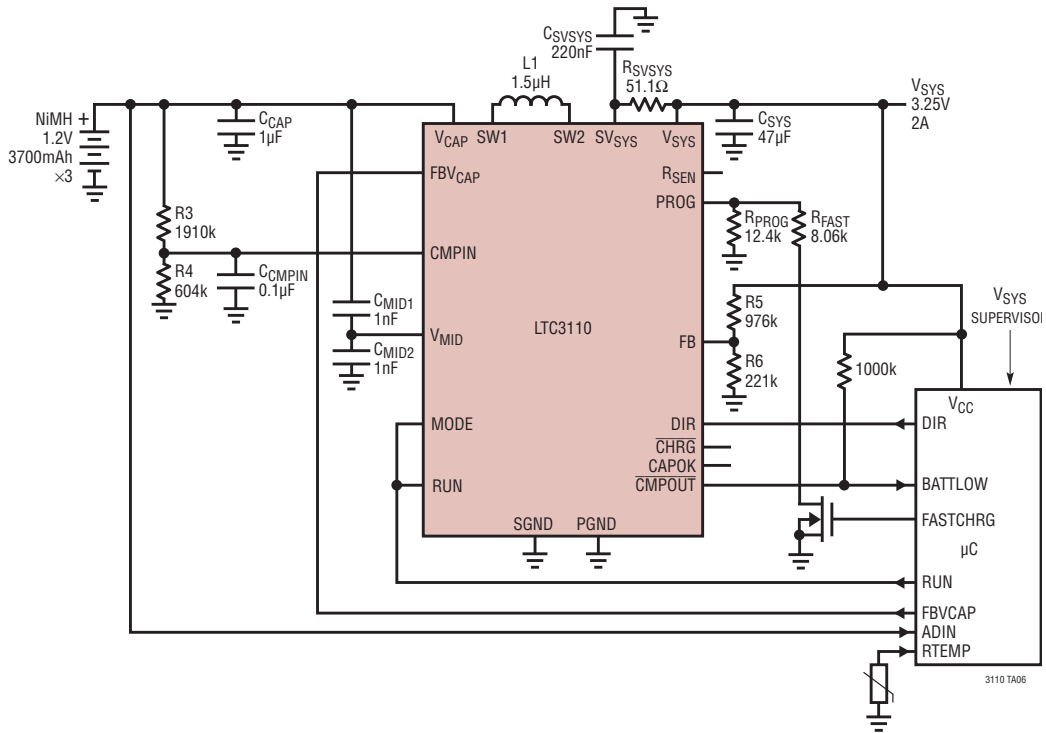 CSVSYS
220nF
L1
1.5µH
RSVSYS
51.1Ω
VSYS
3.25V
2A
NiMH +
1.2V
3700mAh
×3
CCAP
1µF
VCAP SW1 SW2 SVSYS VSYS
CSYS
47µF
FBVCAP
RSEN
PROG
R3
1910k
RPROG
12.4k
RFAST
8.06k
CMPIN
R4
604k
CCMPIN
0.1µF
CMID1
1nF
LTC3110
R5
976k
VSYS
VMID
FB
CMID2
1nF
R6
221k
1000k
VCC
MODE
DIR
DIR
CHRG
CAPOK
RUN
CMPOUT
BATTLOW
SGND PGND
FASTCHRG
µC
RUN
FBVCAP
ADIN
RTEMP
3110 TA06